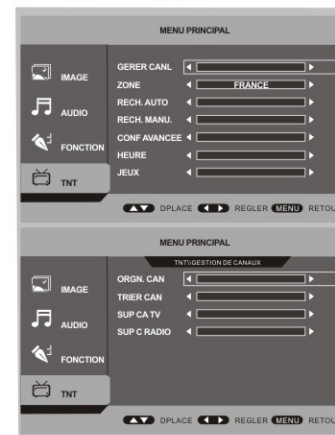 MENU PRINCIPAL
IMAGE
AUDIO
FONCTION
TNT
GERER CANL
ZONE FRANCE
RECH. AUTO
RECH. MANU.
CONF AVANCEE
HEURE
JEUX
DPLACE REGLER MENU RETOU
MENU PRINCIPAL
TNT\\GESTION DE CANAUX
IMAGE
AUDIO
FONCTION
TNT
ORGN. CAN
TRIER CAN
SUP CA TV
SUP C RADIO
DPLACE REGLER MENU RETOU